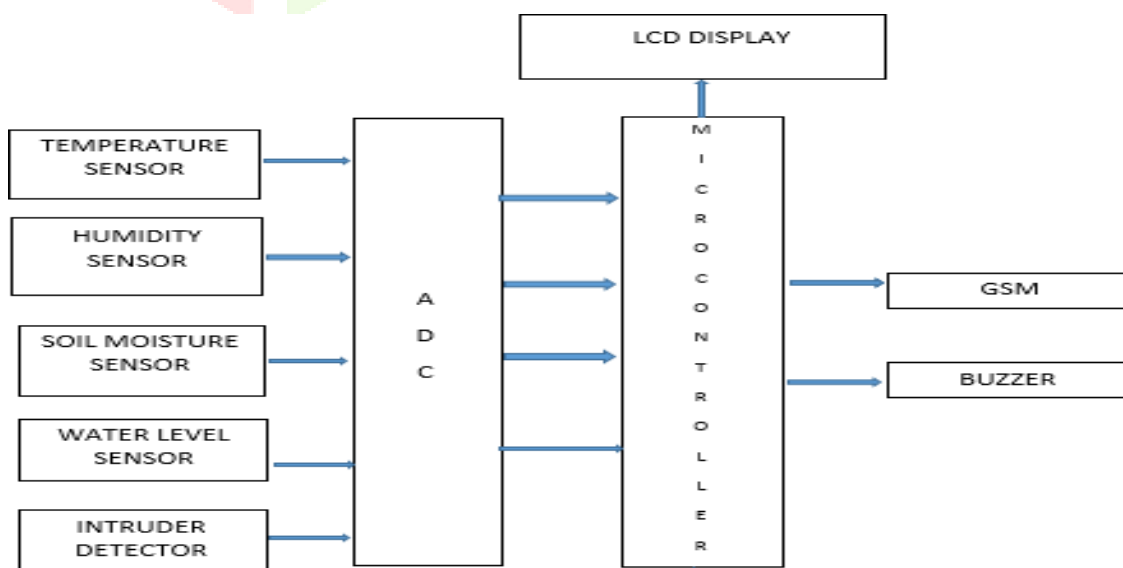 LCD DISPLAY
TEMPERATURE
SENSOR
HUMIDITY
SENSOR
SOIL MOISTURE
SENSOR
WATER LEVEL
SENSOR
INTRUDER
DETECTOR
A
D
C
M
I
C
R
O
C
O
N
T
R
O
L
L
E
R
GSM
BUZZER